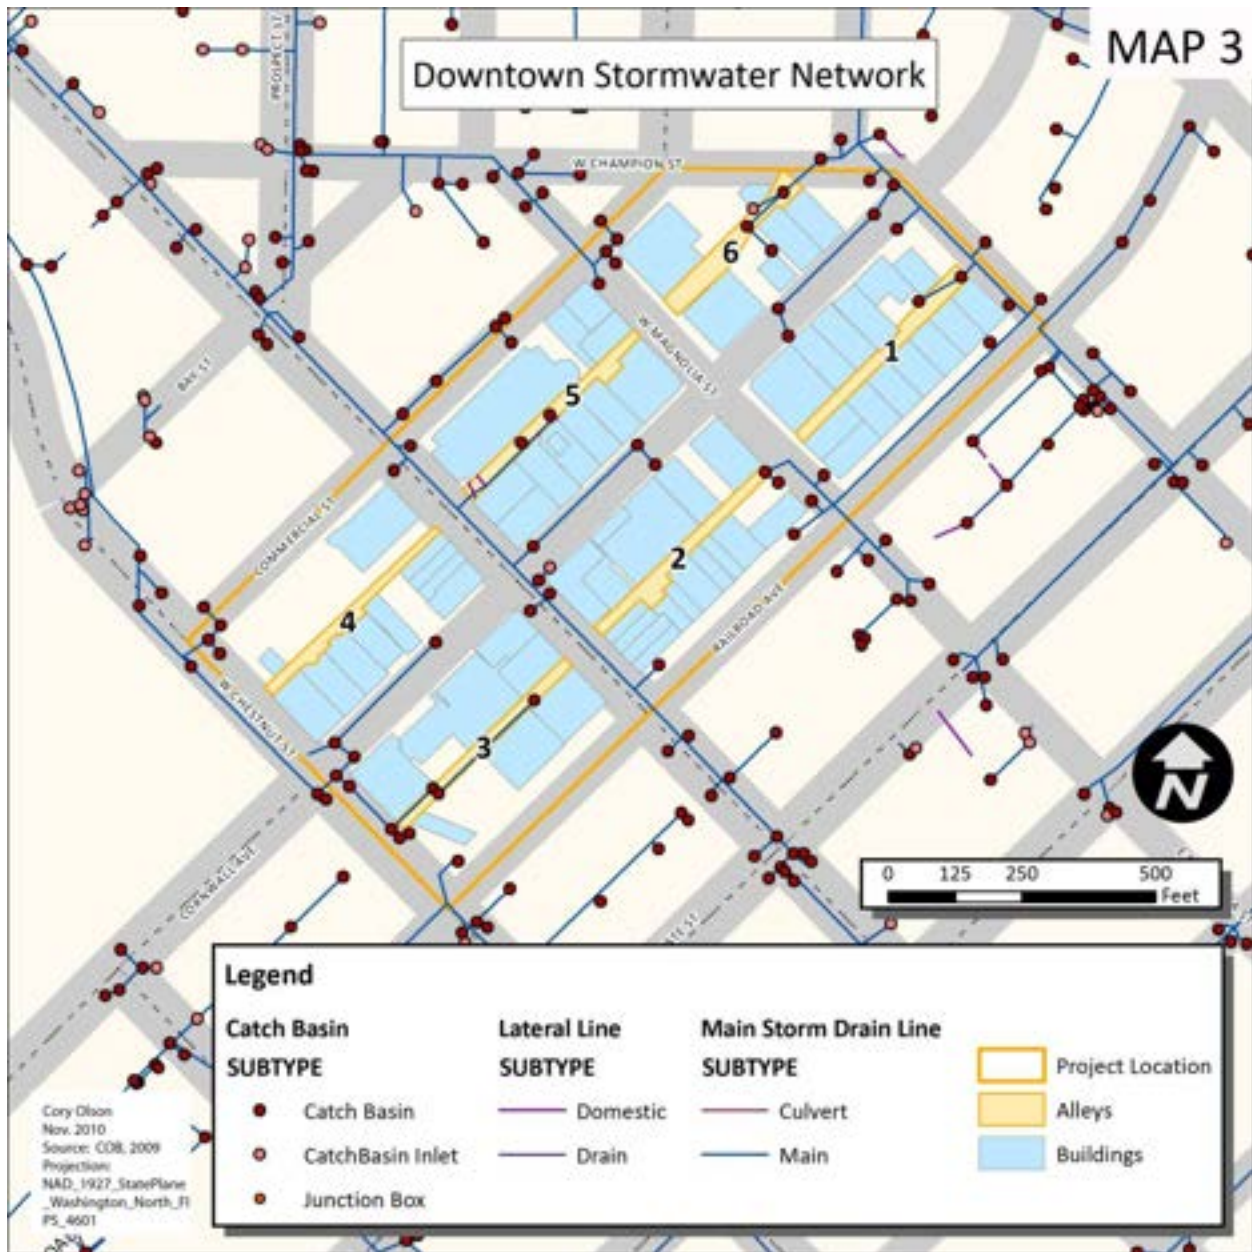 MAP 3
Downtown Stormwater Network
PROSPECT ST
W CHAMPION ST
6
W MAGNOLIA ST
1
BAY ST
5
COMMERCIAL ST
2
4
RAILROAD AVE
W CHESTNUT ST
3
N
CORNWALL AVE
0 125 250 500
Feet
Legend
Catch Basin
SUBTYPE
Catch Basin
CatchBasin Inlet
Junction Box
Lateral Line
SUBTYPE
Domestic
Drain
Main Storm Drain Line
SUBTYPE
Culvert
Main
Project Location
Alleys
Buildings
Cory Olson
Nov. 2010
Source: COB, 2009
Projection:
NAD_1927_StatePlane
_Washington_North_FI
PS_4601